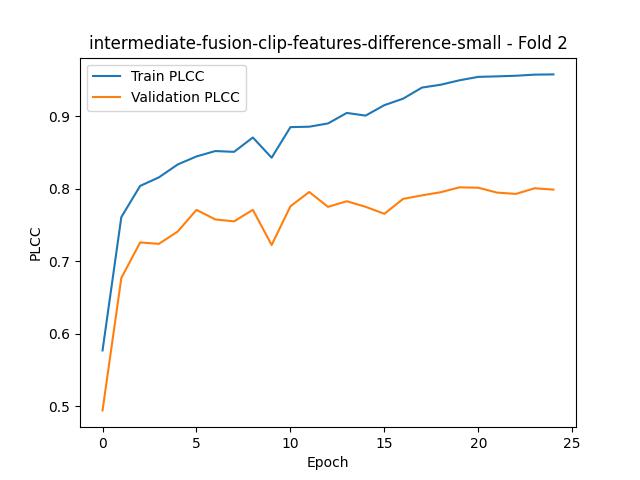 intermediate-fusion-clip-features-difference-small - Fold 2
Train PLCC
Validation PLCC
PLCC
0.9
0.8
0.7
0.6
0.5
0 5 10 15 20 25
Epoch